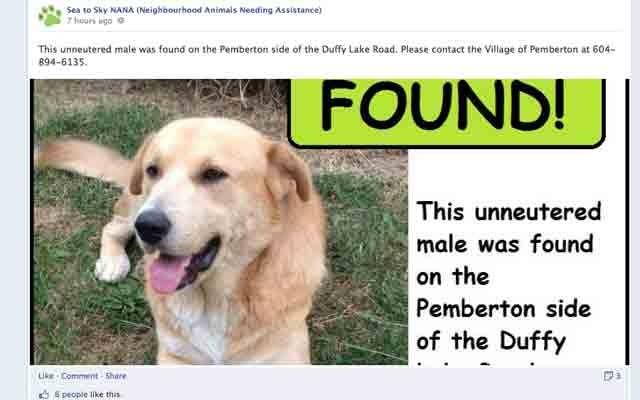 Sea to Sky NANA (Neighbourhood Animals Needing Assistance)
7 hours ago
This unneutered male was found on the Pemberton side of the Duffy Lake Road. Please contact the Village of Pemberton at 604-
894-6135.
FOUND!
This unneutered
male was found
on the
Pemberton side
of the Duffy
Like · Comment · Share
3
6 people like this.